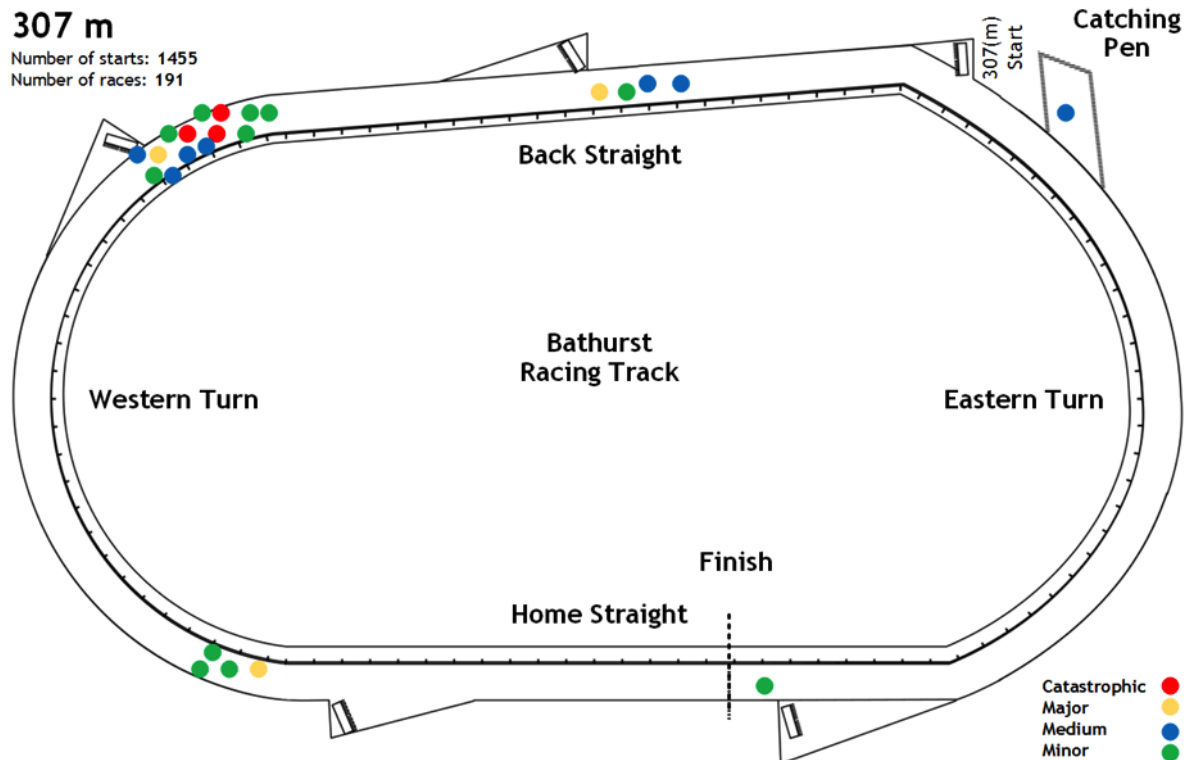 307 m
Number of starts: 1455
Number of races: 191
307(m)
Start
Catching
Pen
Back Straight
Bathurst
Racing Track
Western Turn
Eastern Turn
Finish
Home Straight
Catastrophic
Major
Medium
Minor